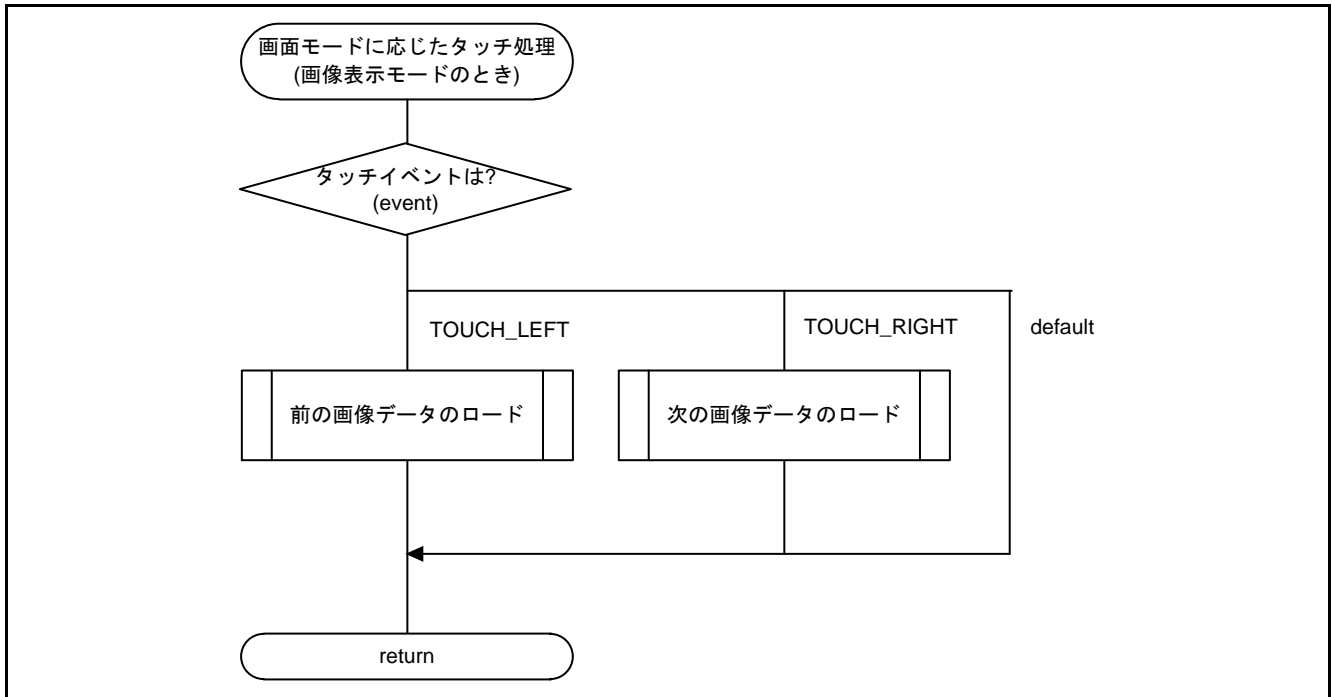 画面モードに応じたタッチ処理
(画像表示モードのとき)
タッチイベントは?
(event)
TOUCH_LEFT
TOUCH_RIGHT
default
前の画像データのロード
次の画像データのロード
return